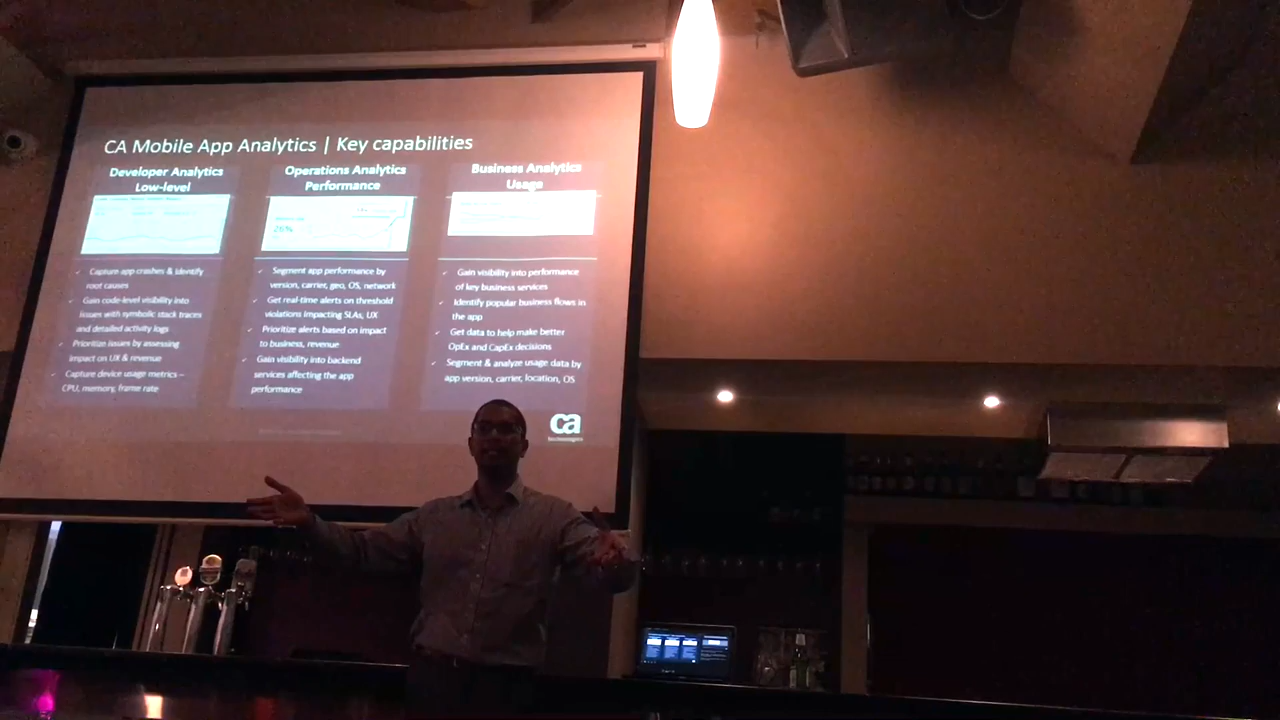 CA Mobile App Analytics | Key capabilities
Developer Analytics
Low-level
Capture app crashes & identify
root causes
Gain code-level visibility into
issues with symbolic stack traces
and detailed activity logs
Prioritize issues by assessing
impact on UX & revenue
Capture device usage metrics –
CPU, memory, frame rate
Operations Analytics
Performance
26%
Segment app performance by
version, carrier, geo, OS, network
Get real-time alerts on threshold
violations impacting SLAs, UX
Prioritize alerts based on impact
to business, revenue
Gain visibility into backend
services affecting the app
performance
Business Analytics
Usage
Gain visibility into performance
of key business services
Identify popular business flows in
the app
Get data to help make better
OpEx and CapEx decisions
Segment & analyze usage data by
app version, carrier, location, OS
ca
technologies